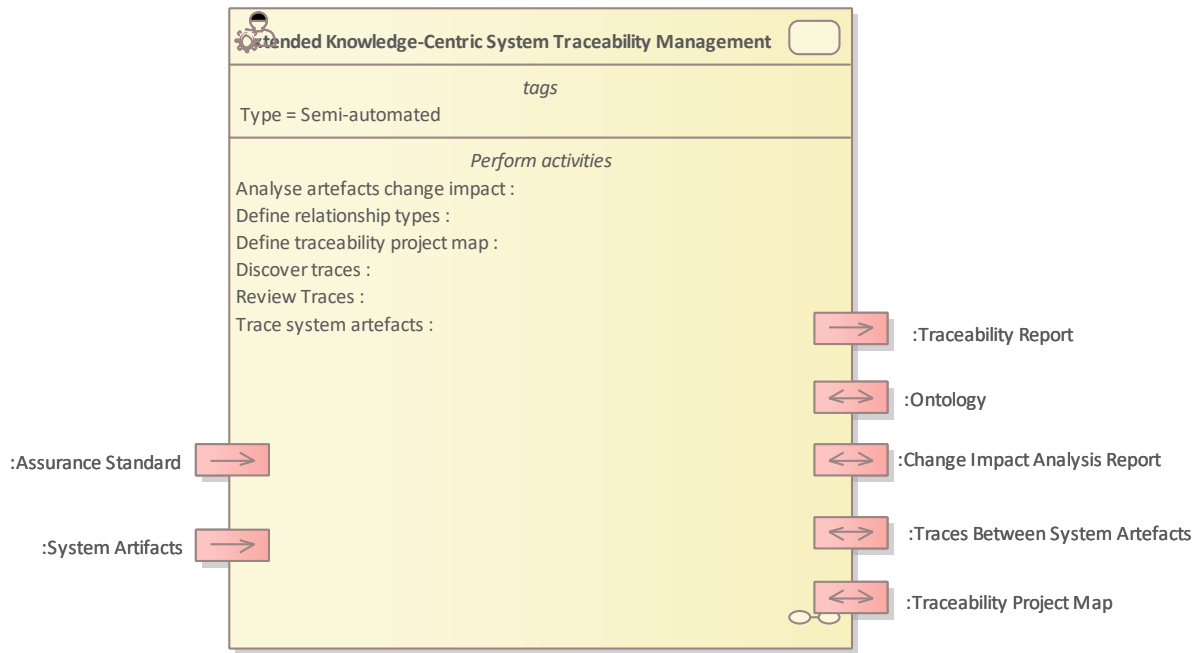 Extended Knowledge-Centric System Traceability Management
tags
Type = Semi-automated
Perform activities
Analyse artefacts change impact :
Define relationship types :
Define traceability project map :
Discover traces :
Review Traces :
Trace system artefacts :
:Traceability Report
:Ontology
:Assurance Standard
:Change Impact Analysis Report
:System Artifacts
:Traces Between System Artefacts
:Traceability Project Map